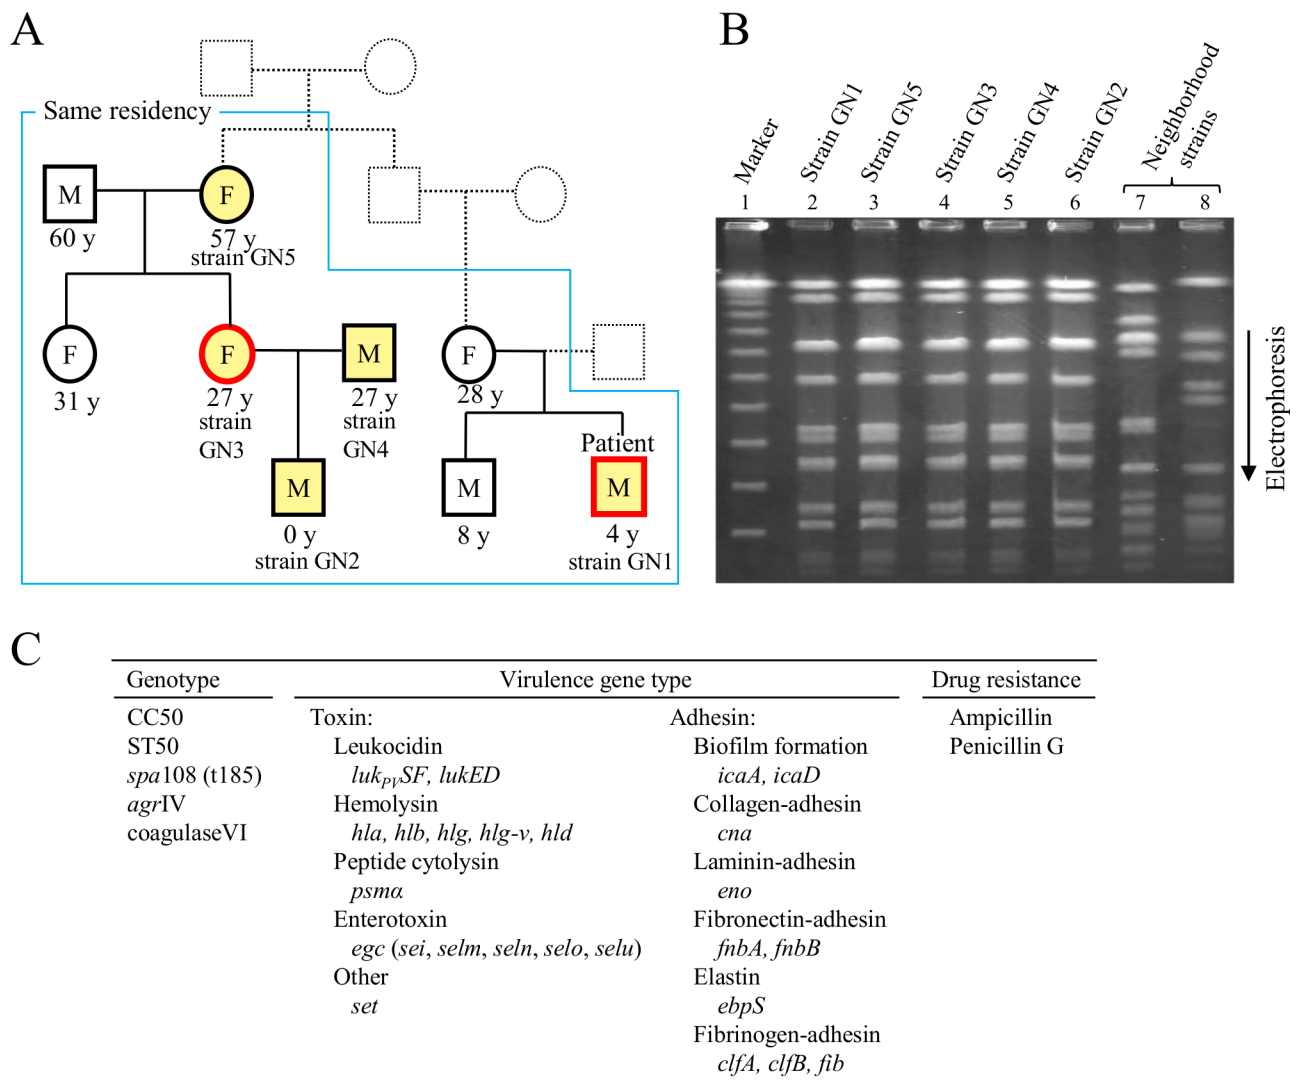 A
Same residency
M
60 y
F
57 y
strain GN5
F
31 y
F
27 y
strain
GN3
M
27 y
strain
GN4
F
28 y
M
0 y
strain GN2
M
8 y
Patient
M
4 y
strain GN1
B
Marker
Strain GN1
Strain GN5
Strain GN3
Strain GN4
Strain GN2
Neighborhood
strains
1 2 3 4 5 6 7 8
Electrophoresis
C
Genotype
CC50
ST50
spa108 (t185)
agrIV
coagulaseVI
Virulence gene type
Toxin:
Leukocidin
lukPVSF, lukED
Hemolysin
hla, hlb, hlg, hlg-v, hld
Peptide cytolysin
psmα
Enterotoxin
egc (sei, selm, seln, selo, selu)
Other
set
Adhesin:
Biofilm formation
icaA, icaD
Collagen-adhesin
cna
Laminin-adhesin
eno
Fibronectin-adhesin
fnbA, fnbB
Elastin
ebpS
Fibrinogen-adhesin
clfA, clfB, fib
Drug resistance
Ampicillin
Penicillin G